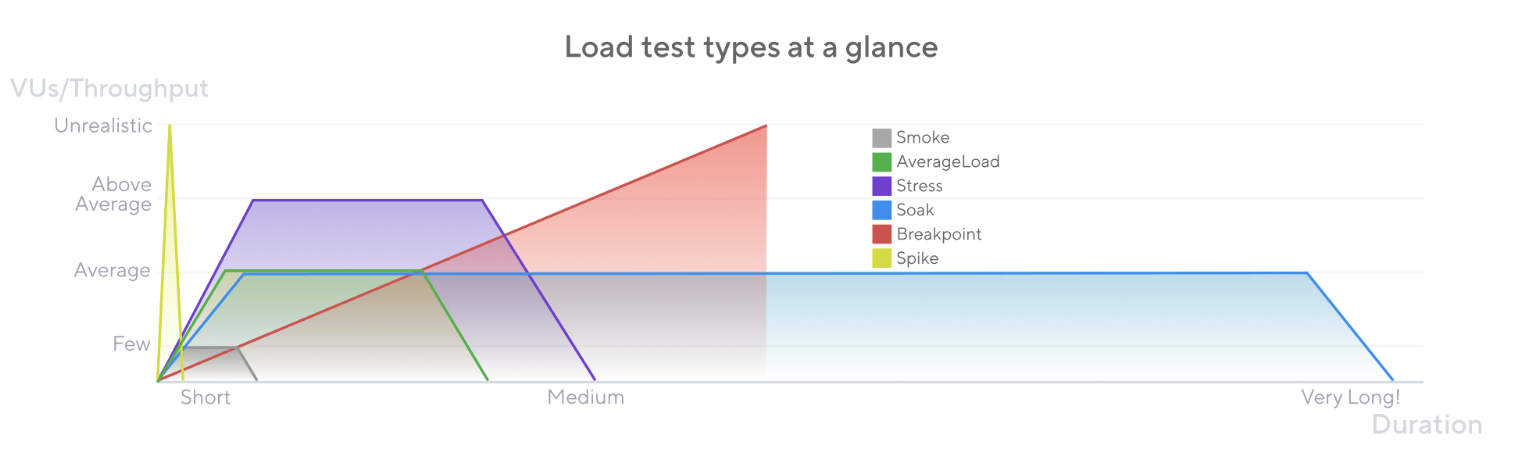 Load test types at a glance
VUs/Throughput
Unrealistic
Above
Average
Average
Few
Smoke
AverageLoad
Stress
Soak
Breakpoint
Spike
Short
Medium
Very Long!
Duration